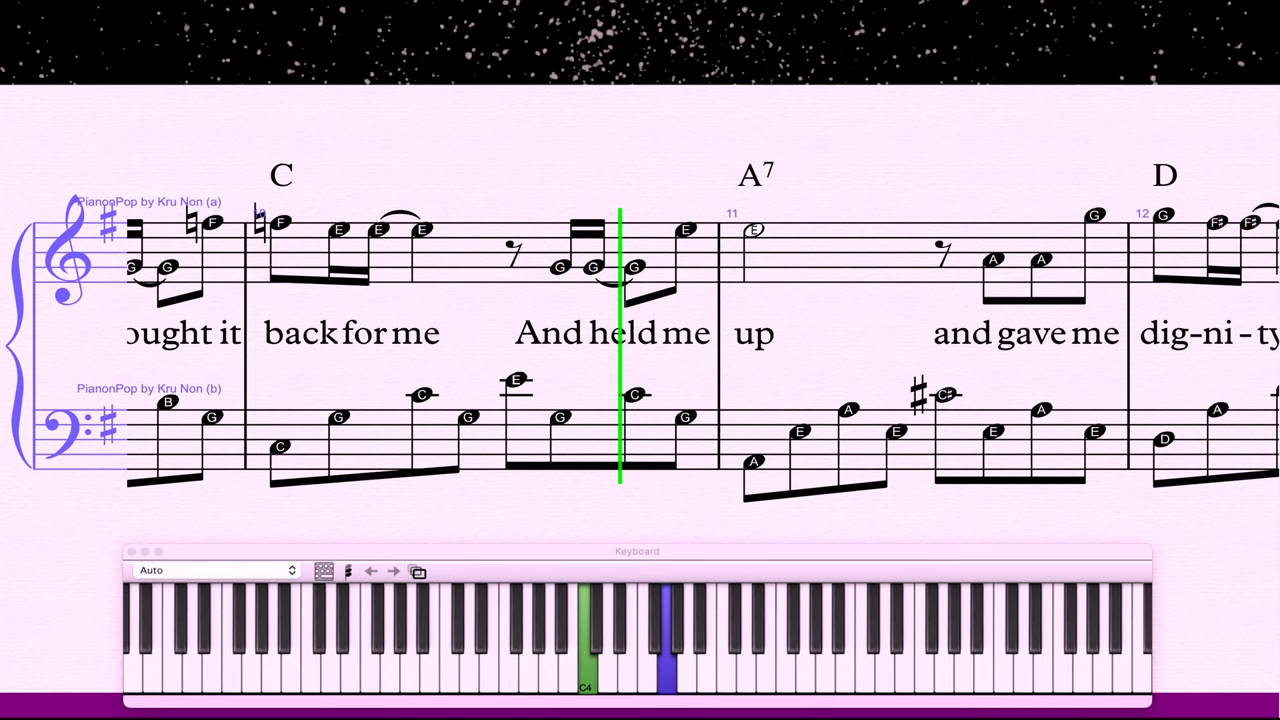 C A7 D
PianonPop by Kru Non (a)
10 11 12
G G F F E E E G G G E E A A G G F# F#
ought it back for me And held me up and gave me dig-ni-ty
PianonPop by Kru Non (b)
B G C G C G E G C G A E A E C# E A E D A
Keyboard
Auto
C4